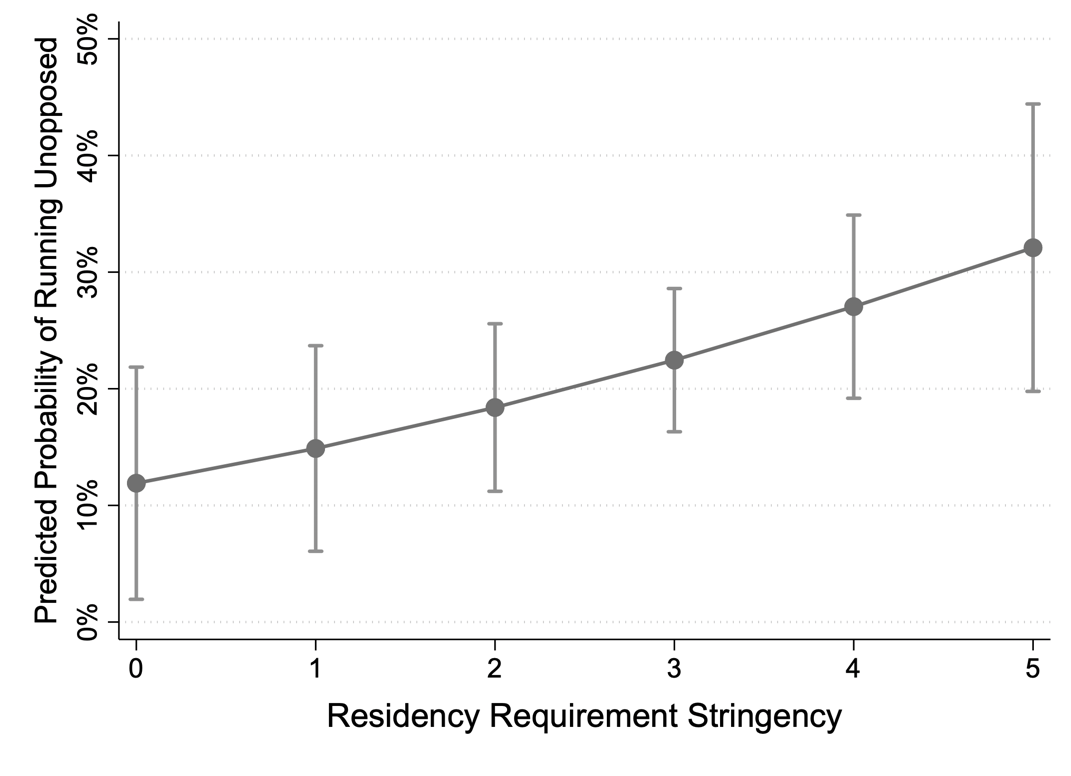 Predicted Probability of Running Unopposed
50%
40%
30%
20%
10%
0%
0 1 2 3 4 5
Residency Requirement Stringency